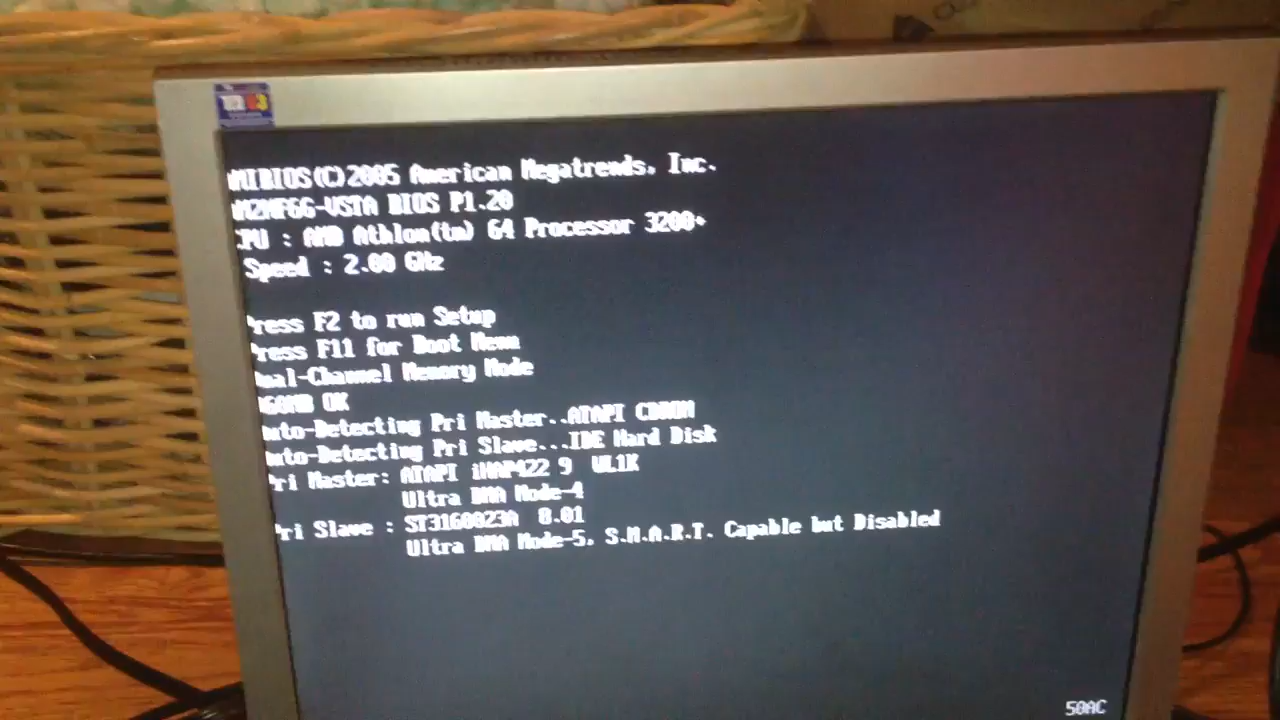 AMIBIOS(C)2005 American Megatrends, Inc.
BIOS P1.20
CPU : AMD Athlon(tm) 64 Processor 3200+
Speed : 2.00 GHz
Press F2 to run Setup
Press F11 for Boot Menu
Dual-Channel Memory Mode
OK
Auto-Detecting Pri Master..ATAPI CDROM
Auto-Detecting Pri Slave...IDE Hard Disk
Pri Master: ATAPI iHAP422 9
Ultra DMA Mode-4
Pri Slave : ST3160023A 8.01
Ultra DMA Mode-5, S.M.A.R.T. Capable but Disabled
50AC